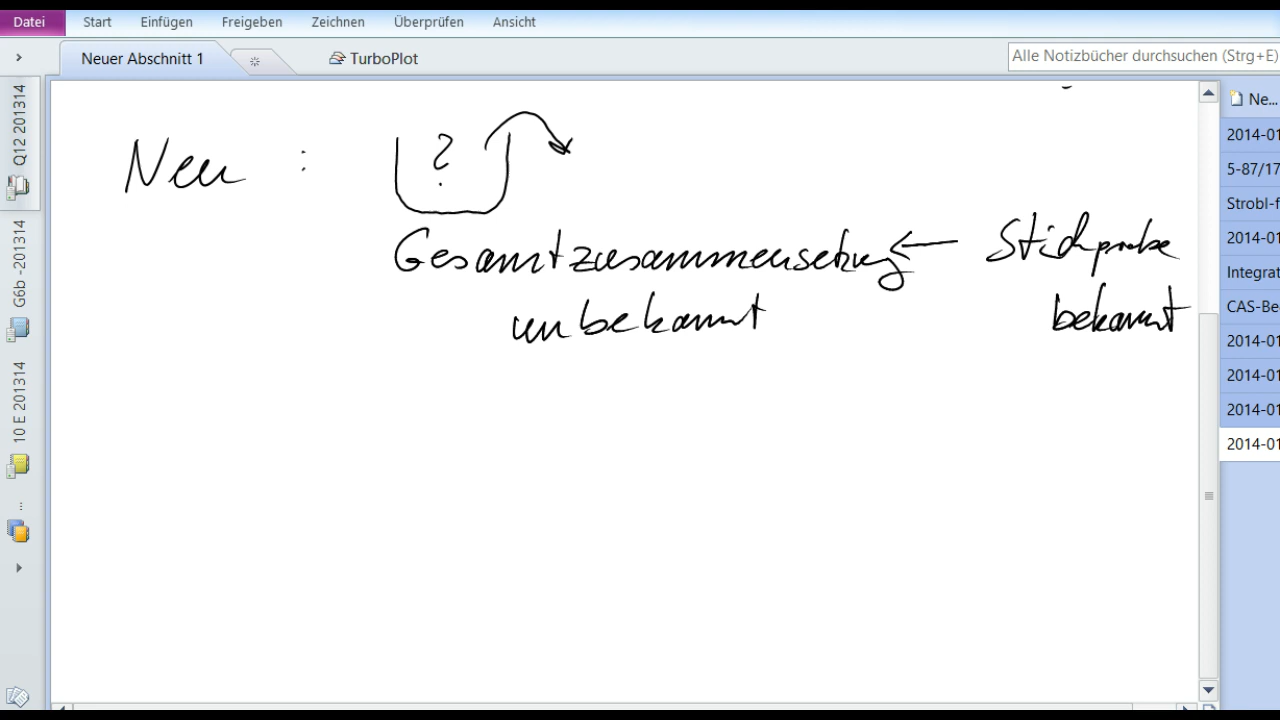 Datei Start Einfügen Freigeben Zeichnen Überprüfen Ansicht
Neuer Abschnitt 1 TurboPlot Alle Notizbücher durchsuchen (Strg+E)
Q12 201314
G6b -201314
10 E 201314
Neu : ?
Gesamtzusammensetzung ← Stichprobe
unbekannt bekannt
Ne...
2014-01
5-87/17
Strobl-f
2014-01
Integrat
CAS-Be
2014-01
2014-01
2014-01
2014-01